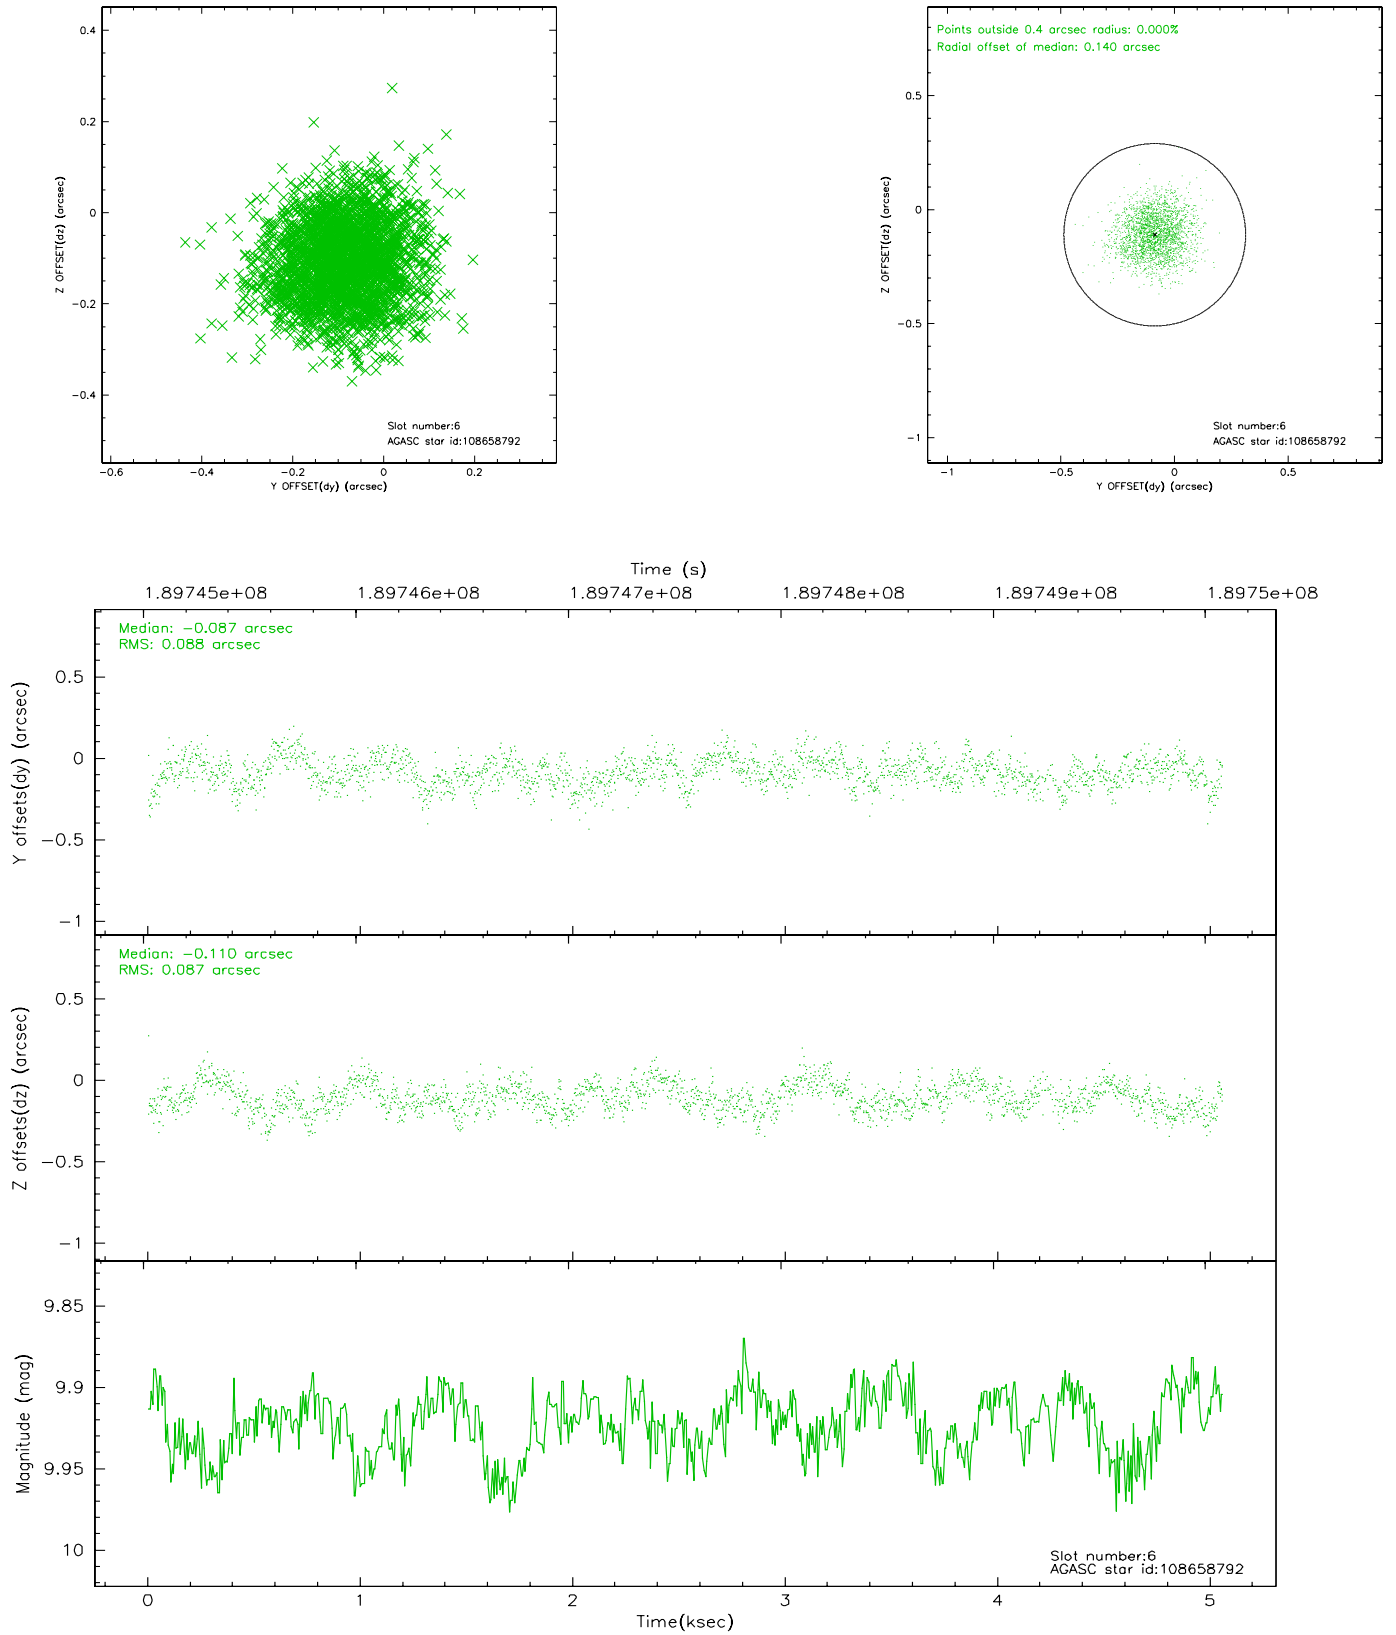 0.4
0.2
0
−0.2
−0.4
Z OFFSET(dz) (arcsec)
Slot number:6
AGASC star id:108658792
−0.6 −0.4 −0.2 0 0.2
Y OFFSET(dy) (arcsec)
Points outside 0.4 arcsec radius: 0.000%
Radial offset of median: 0.140 arcsec
0.5
0
−0.5
−1
Z OFFSET(dz) (arcsec)
Slot number:6
AGASC star id:108658792
−1 −0.5 0 0.5
Y OFFSET(dy) (arcsec)
Time (s)
1.89745e+08 1.89746e+08 1.89747e+08 1.89748e+08 1.89749e+08 1.8975e+08
Median: −0.087 arcsec
RMS: 0.088 arcsec
0.5
0
−0.5
−1
Y offsets(dy) (arcsec)
Median: −0.110 arcsec
RMS: 0.087 arcsec
0.5
0
−0.5
−1
Z offsets(dz) (arcsec)
9.85
9.9
9.95
10
Magnitude (mag)
Slot number:6
AGASC star id:108658792
0 1 2 3 4 5
Time(ksec)